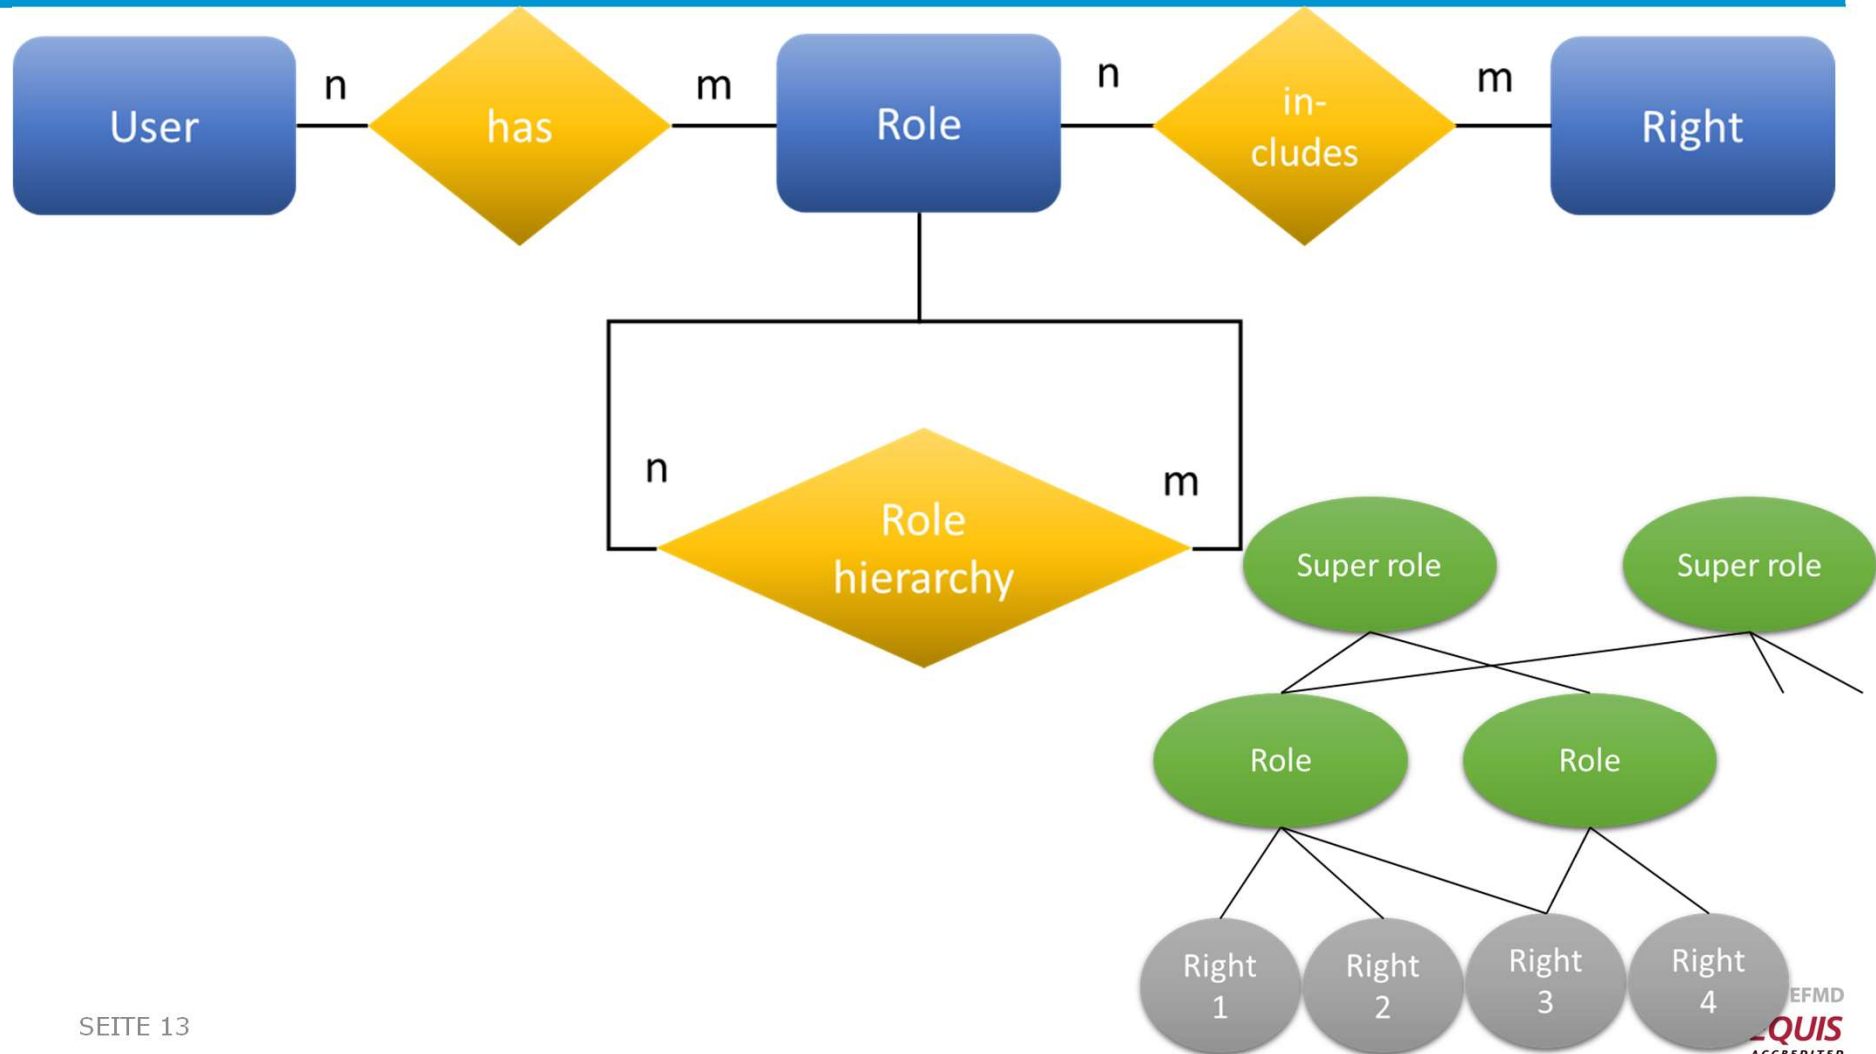 User
n
has
m
Role
n
in-
cludes
m
Right
n
Role
hierarchy
m
Super role
Super role
Role
Role
Right
1
Right
2
Right
3
Right
4
SEITE 13
EFMD
EQUIS
ACCREDITED